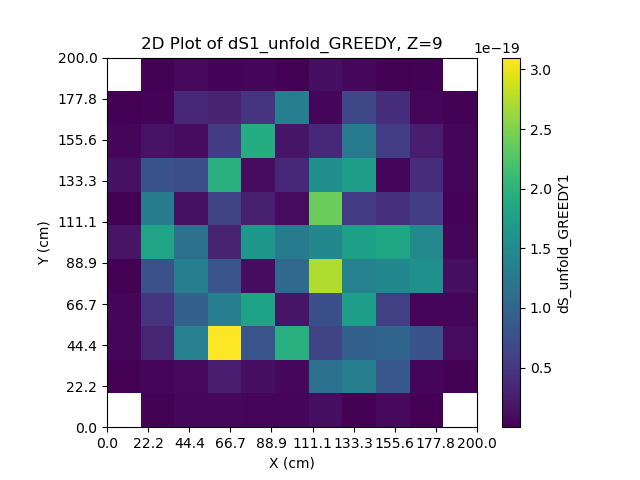 2D Plot of dS1_unfold_GREEDY, Z=9
1e−19
200.0
177.8
155.6
133.3
111.1
88.9
66.7
44.4
22.2
0.0
Y (cm)
0.0 22.2 44.4 66.7 88.9 111.1 133.3 155.6 177.8 200.0
X (cm)
3.0
2.5
2.0
1.5
1.0
0.5
dS_unfold_GREEDY1